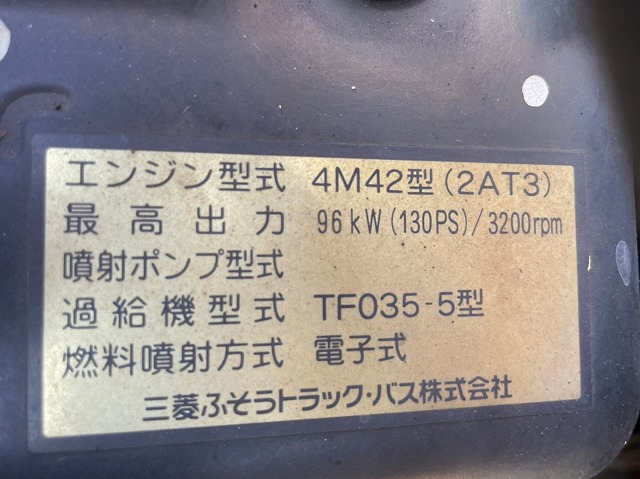 エンジン型式 4M42型(2AT3)
最高出力 96kW(130PS)/3200rpm
噴射ポンプ型式
過給機型式 TF035-5型
燃料噴射方式 電子式
三菱ふそうトラック・バス株式会社